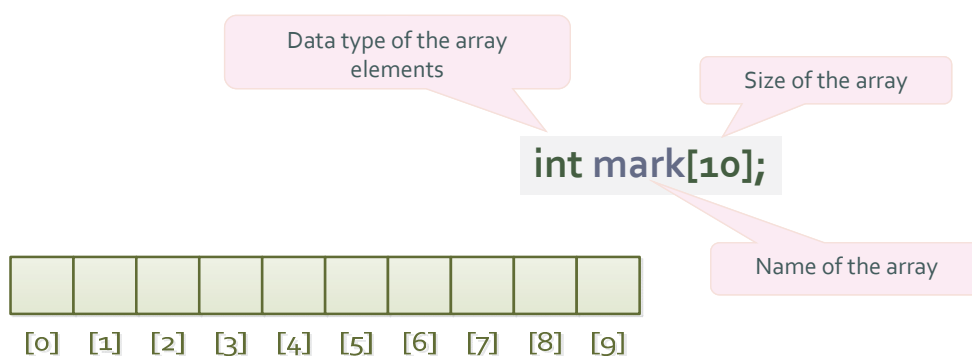 Data type of the array
elements
Size of the array
int mark[10];
Name of the array
[0] [1] [2] [3] [4] [5] [6] [7] [8] [9]